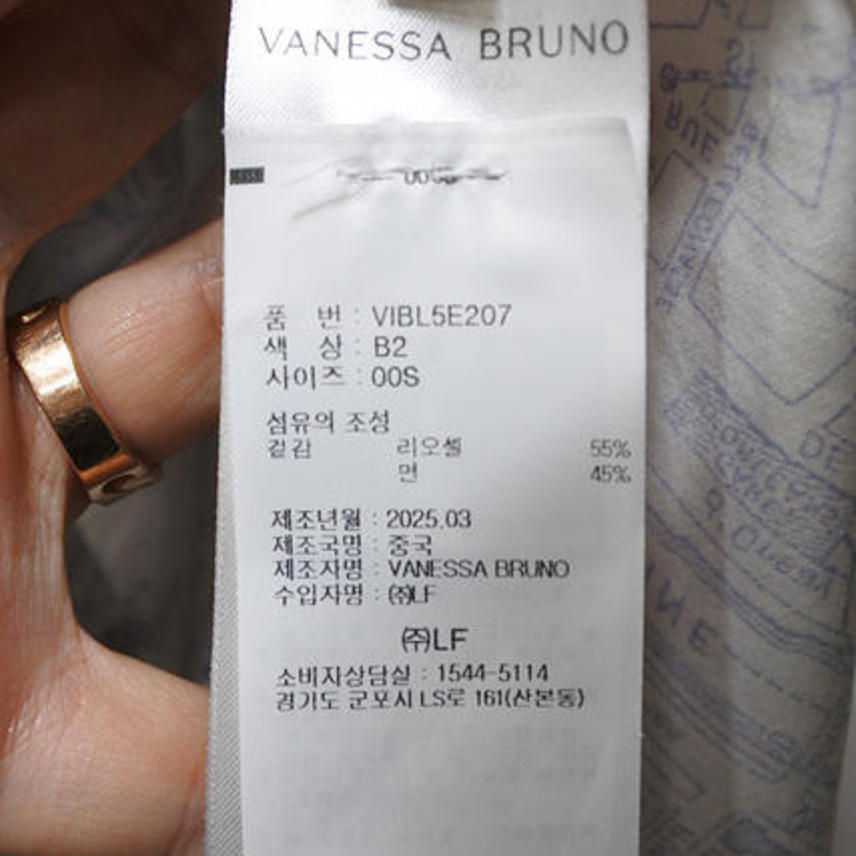 VANESSA BRUNO
품 번 : VIBL5E207
색 상 : B2
사이즈 : 00S
섬유의 조성
겉감 리오셀 55%
면 45%
제조년월 : 2025.03
제조국명 : 중국
제조자명 : VANESSA BRUNO
수입자명 : ㈜LF
㈜LF
소비자상담실 : 1544-5114
경기도 군포시 LS로 161(산본동)
RUE